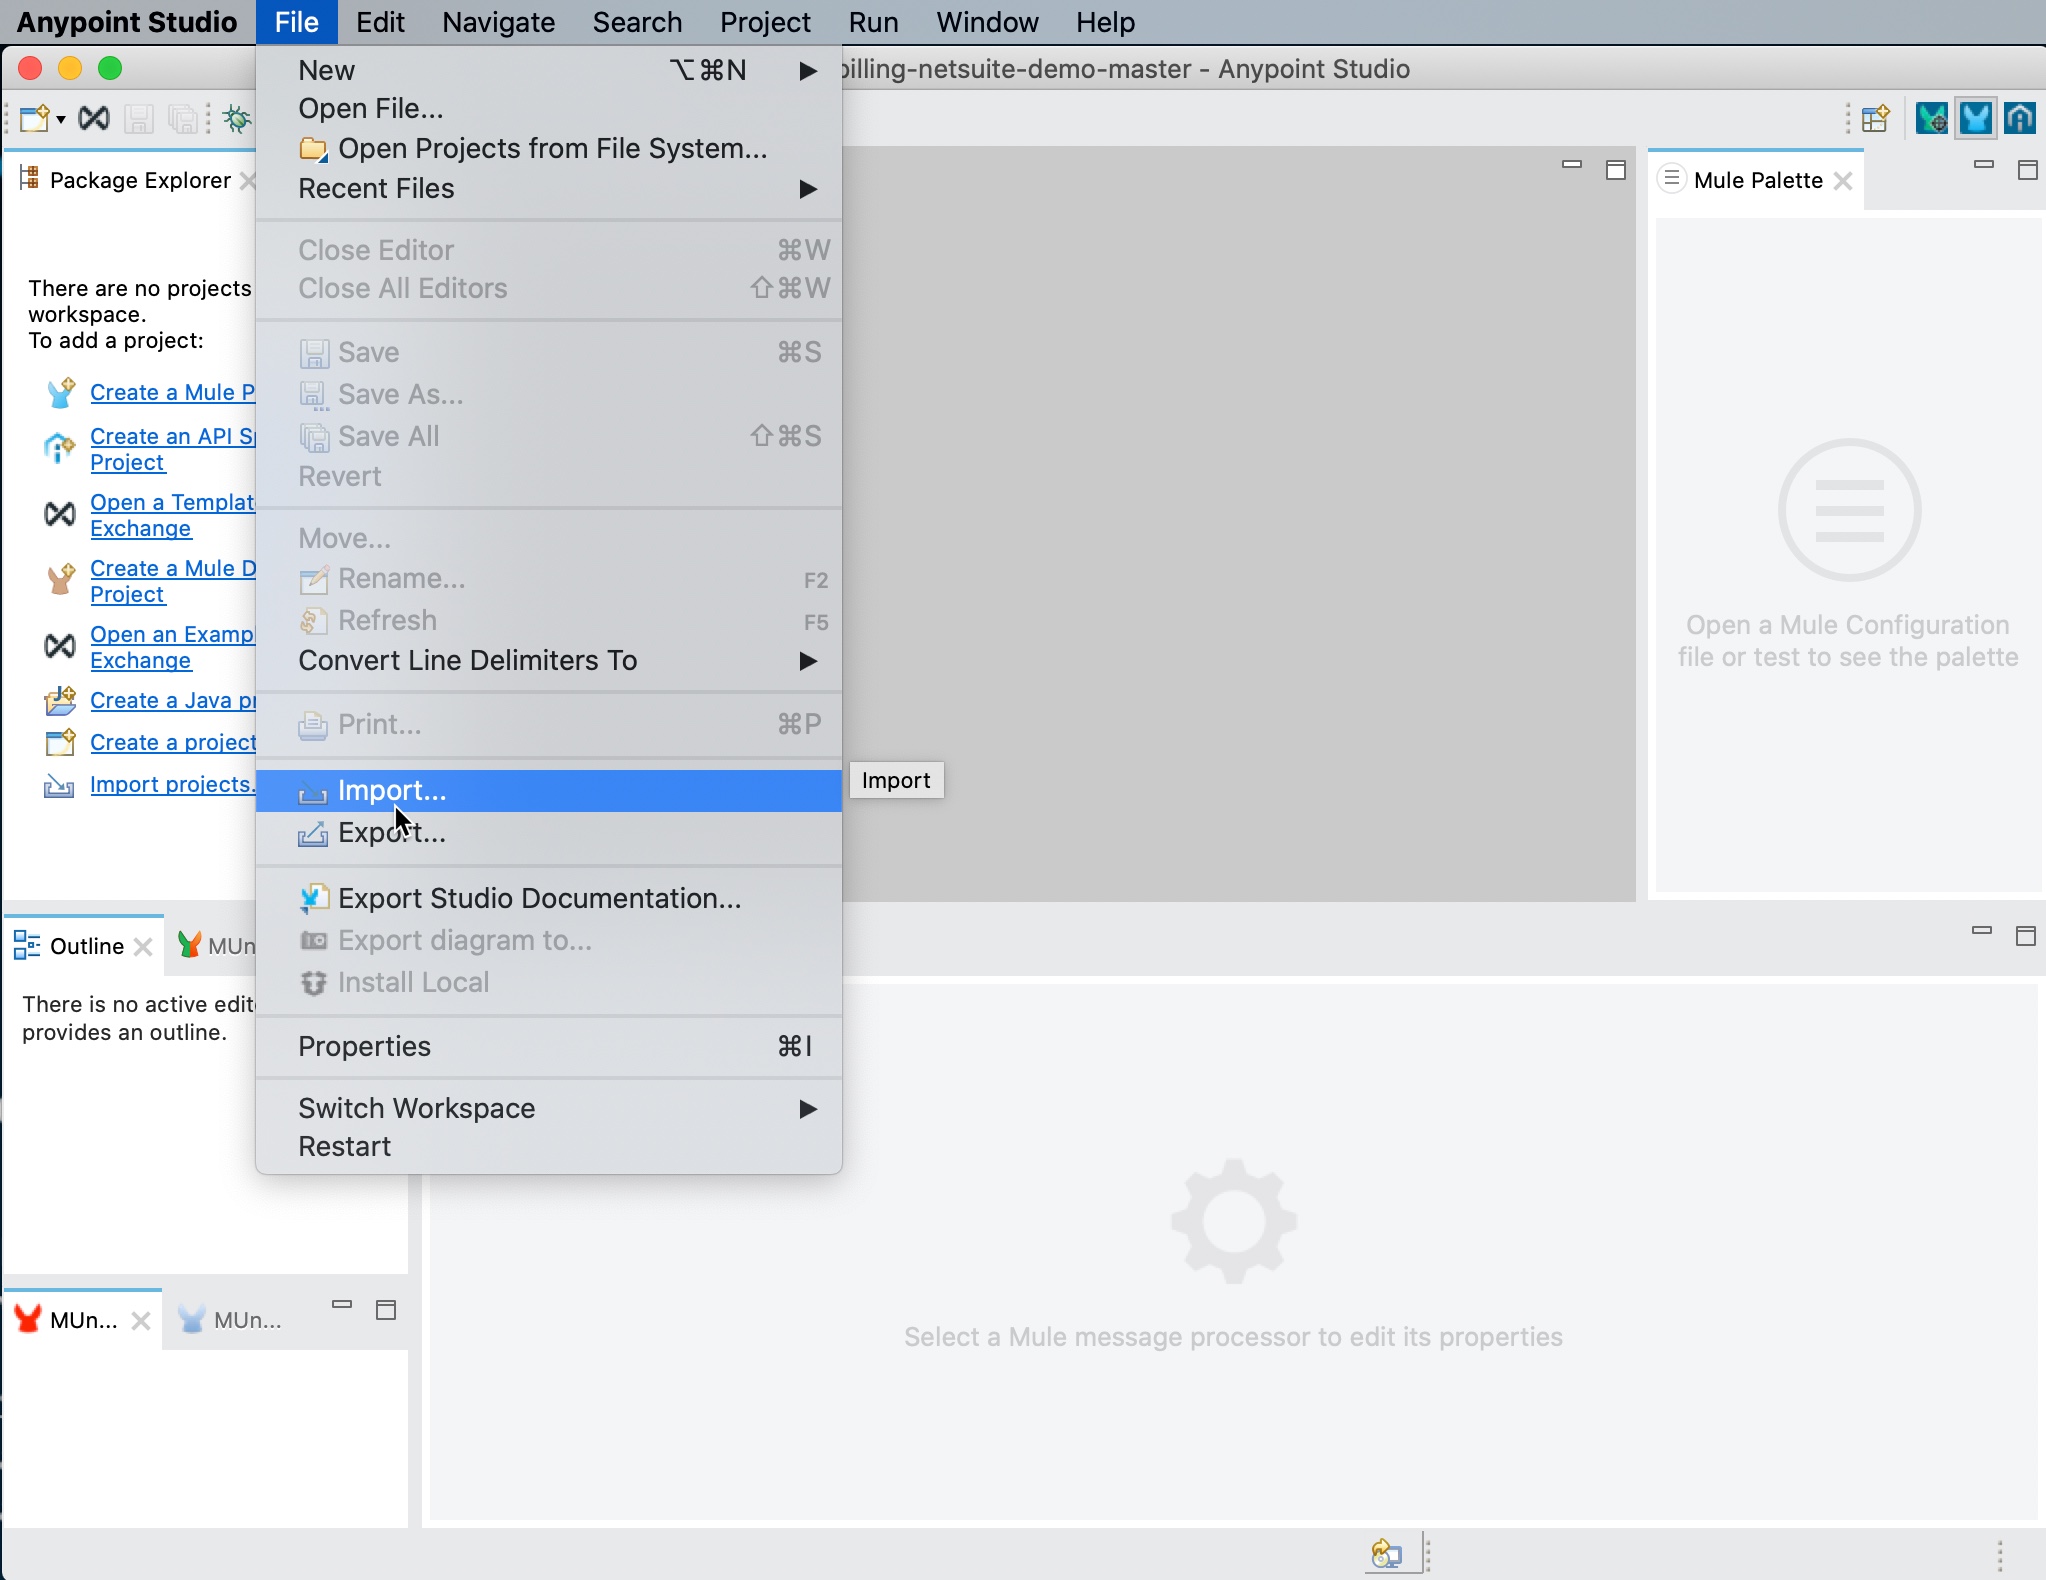 Anypoint Studio File Edit Navigate Search Project Run Window Help
billing-netsuite-demo-master - Anypoint Studio
New ⌥⌘N
Open File...
Open Projects from File System...
Recent Files
Close Editor ⌘W
Close All Editors ⇧⌘W
Save ⌘S
Save As...
Save All ⇧⌘S
Revert
Move...
Rename... F2
Refresh F5
Convert Line Delimiters To
Print... ⌘P
Import...
Export...
Export Studio Documentation...
Export diagram to...
Install Local
Properties ⌘I
Switch Workspace
Restart
Import
Package Explorer
There are no projects
workspace.
To add a project:
Create a Mule P
Create an API S
Project
Open a Templat
Exchange
Create a Mule D
Project
Open an Examp
Exchange
Create a Java pr
Create a project
Import projects.
Mule Palette
Open a Mule Configuration
file or test to see the palette
Outline
MUn
There is no active edit
provides an outline.
MUn...
MUn...
Select a Mule message processor to edit its properties